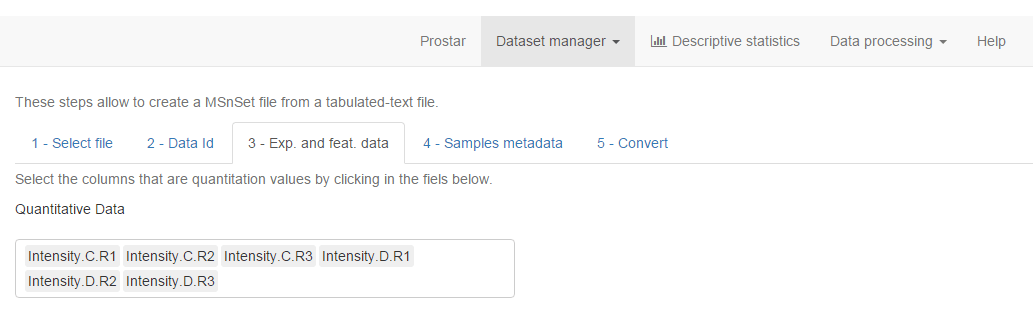 Prostar Dataset manager Descriptive statistics Data processing Help
These steps allow to create a MSnSet file from a tabulated-text file.
1 - Select file 2 - Data Id 3 - Exp. and feat. data 4 - Samples metadata 5 - Convert
Select the columns that are quantitation values by clicking in the fiels below.
Quantitative Data
Intensity.C.R1 Intensity.C.R2 Intensity.C.R3 Intensity.D.R1
Intensity.D.R2 Intensity.D.R3